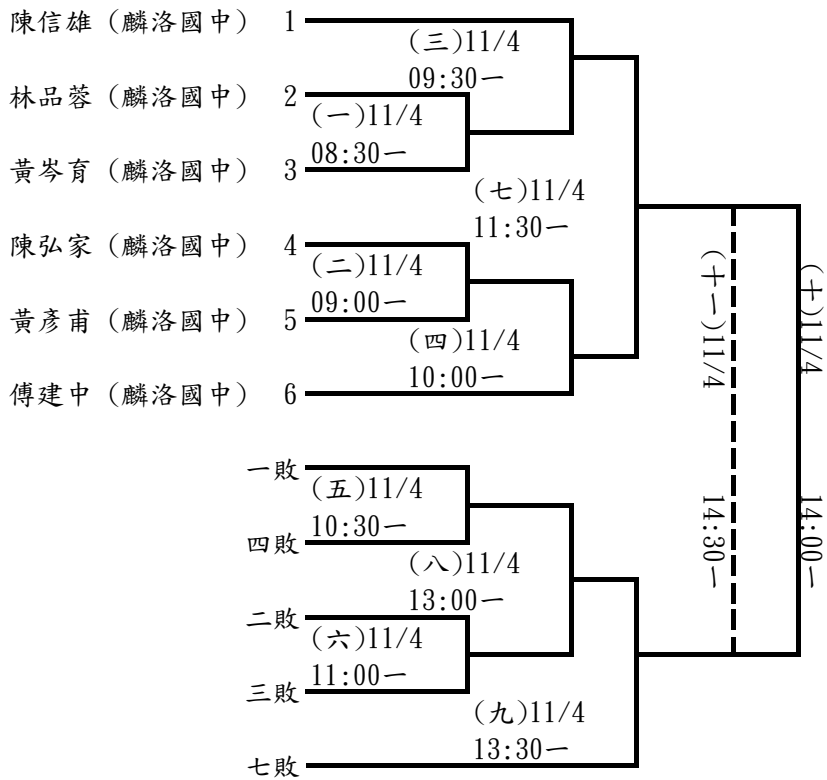 陳信雄（麟洛國中） 1
(三)11/4
09:30一
林品蓉（麟洛國中） 2
(一)11/4
08:30一
黃岑育（麟洛國中） 3
(七)11/4
11:30一
陳弘家（麟洛國中） 4
(二)11/4
09:00一
黃彥甫（麟洛國中） 5
(四)11/4
10:00一
傅建中（麟洛國中） 6
(十一)11/4 14:30一
(十)11/4 14:00一
一敗
(五)11/4
10:30一
四敗
(八)11/4
13:00一
二敗
(六)11/4
11:00一
三敗
(九)11/4
13:30一
七敗